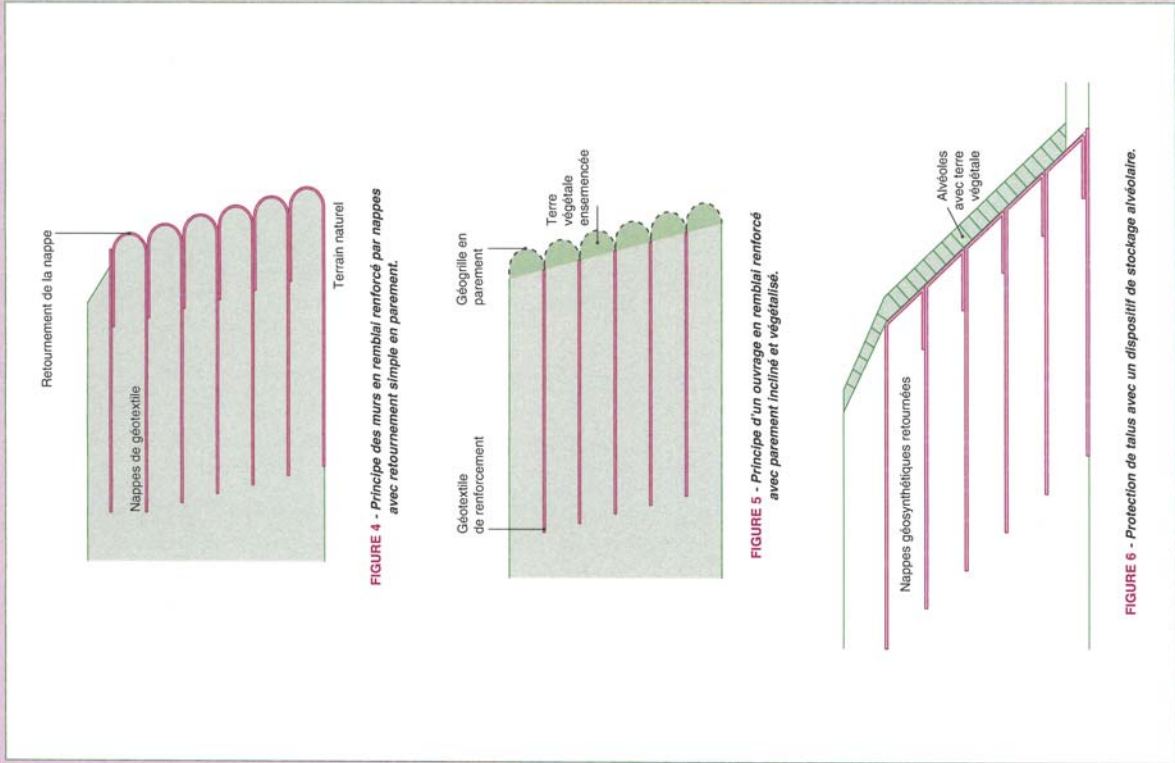 Retournement de la nappe
Nappes de géotextile
Terrain naturel
FIGURE 4 - Principe des murs en remblai renforcé par nappes
avec retournement simple en parement.
Géotextile
de renforcement
Géogrille en
parement
Terre
végétale
ensemencée
FIGURE 5 - Principe d'un ouvrage en remblai renforcé
avec parement incliné et végétalisé.
Nappes géosynthétiques retournées
Alvéoles
avec terre
végétale
FIGURE 6 - Protection de talus avec un dispositif de stockage alvéolaire.